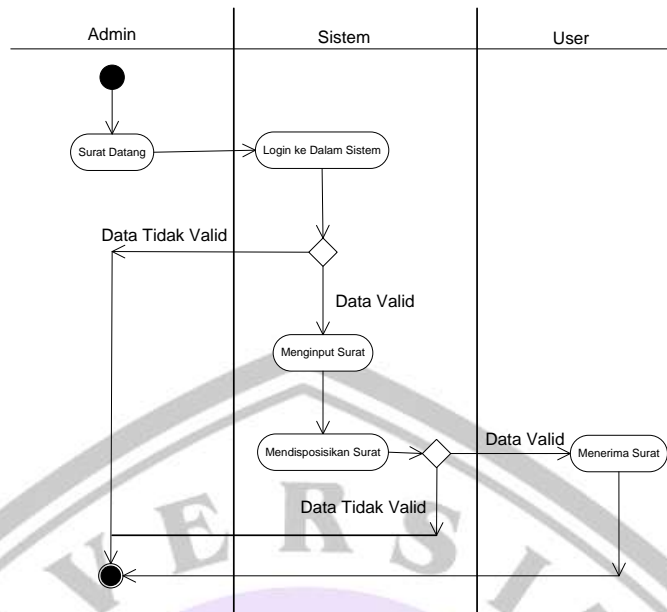 Admin
Sistem
User
Surat Datang
Login ke Dalam Sistem
Data Tidak Valid
Data Valid
Menginput Surat
Mendisposisikan Surat
Data Valid
Menerima Surat
Data Tidak Valid
VERSI